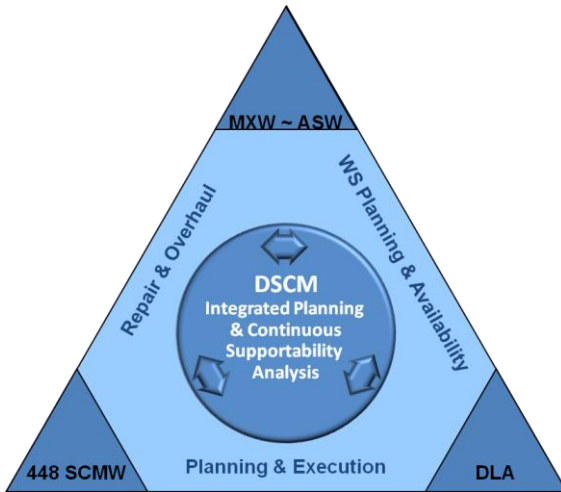 MXW ~ ASW
Repair & Overhaul
WS Planning & Availability
DSCM
Integrated Planning
& Continuous
Supportability
Analysis
448 SCMW
Planning & Execution
DLA